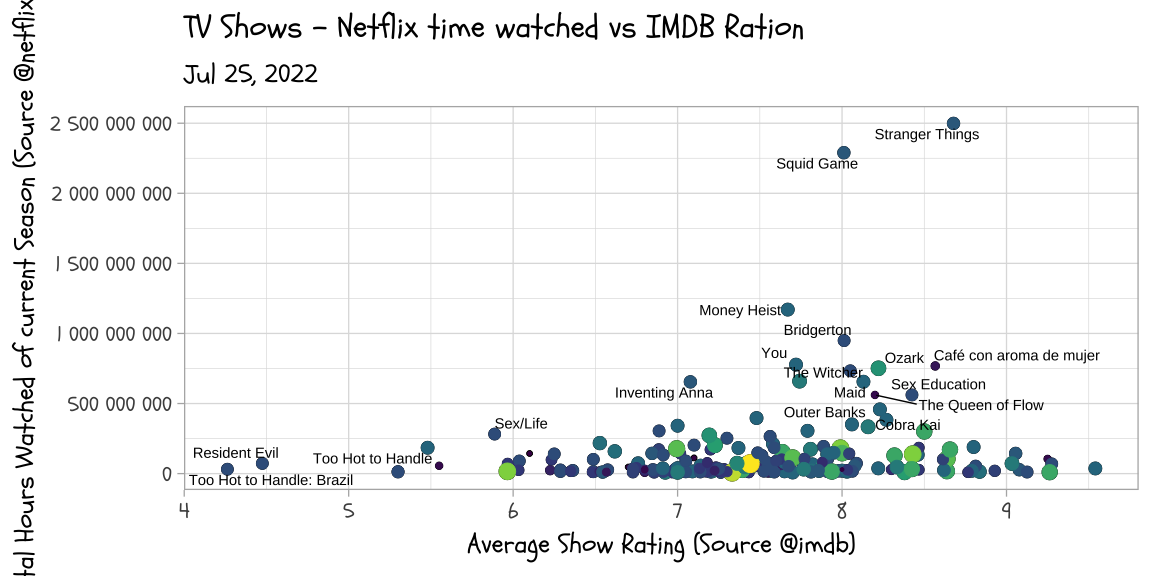 TV Shows – Netflix time watched vs IMDB Ration
Jul 25, 2022
tal Hours Watched of current Season (Source @netflix
2 500 000 000
2 000 000 000
1 500 000 000
1 000 000 000
500 000 000
0
Stranger Things
Squid Game
Money Heist
Bridgerton
You
Ozark
Café con aroma de mujer
The Witcher
Inventing Anna
Maid
Sex Education
The Queen of Flow
Outer Banks
Cobra Kai
Sex/Life
Resident Evil
Too Hot to Handle
Too Hot to Handle: Brazil
4 5 6 7 8 9
Average Show Rating (Source @imdb)